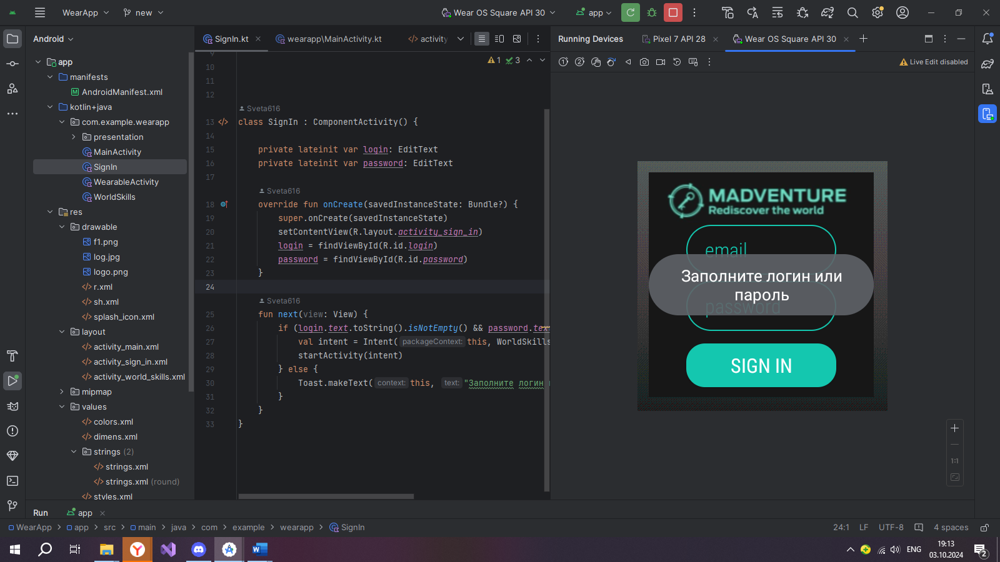 WearApp
new
Wear OS Square API 30
app
Android
SignIn.kt
wearapp\MainActivity.kt
activity
Running Devices
Pixel 7 API 28
Wear OS Square API 30
Live Edit disabled
app
manifests
AndroidManifest.xml
kotlin+java
com.example.wearapp
presentation
MainActivity
SignIn
WearableActivity
WorldSkills
res
drawable
f1.png
log.jpg
logo.png
r.xml
sh.xml
splash_icon.xml
layout
activity_main.xml
activity_sign_in.xml
activity_world_skills.xml
mipmap
values
colors.xml
dimens.xml
strings (2)
strings.xml
strings.xml (round)
styles.xml
1 3
9
10
11
12
Sveta616
13 class SignIn : ComponentActivity() {
14
15 private lateinit var login: EditText
16 private lateinit var password: EditText
17
Sveta616
18 override fun onCreate(savedInstanceState: Bundle?) {
19 super.onCreate(savedInstanceState)
20 setContentView(R.layout.activity_sign_in)
21 login = findViewById(R.id.login)
22 password = findViewById(R.id.password)
23 }
24
Sveta616
25 fun next(view: View) {
26 if (login.text.toString().isNotEmpty() && password.tex
27 val intent = Intent( packageContext: this, WorldSkills
28 startActivity(intent)
29 } else {
30 Toast.makeText( context: this, text: "Заполните логин
31 }
32 }
33 }
MADVENTURE
Rediscover the world
email
Заполните логин или
пароль
password
SIGN IN
1:1
Run
app
WearApp > app > src > main > java > com > example > wearapp > SignIn
24:1 LF UTF-8 4 spaces
ENG
19:13
03.10.2024
2